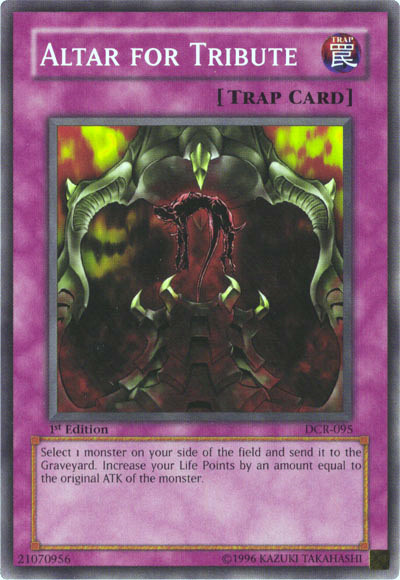 ALTAR FOR TRIBUTE
TRAP
罠
[TRAP CARD]
1st Edition
DCR-095
Select 1 monster on your side of the field and send it to the
Graveyard. Increase your Life Points by an amount equal to
the original ATK of the monster.
21070956
©1996 KAZUKI TAKAHASHI